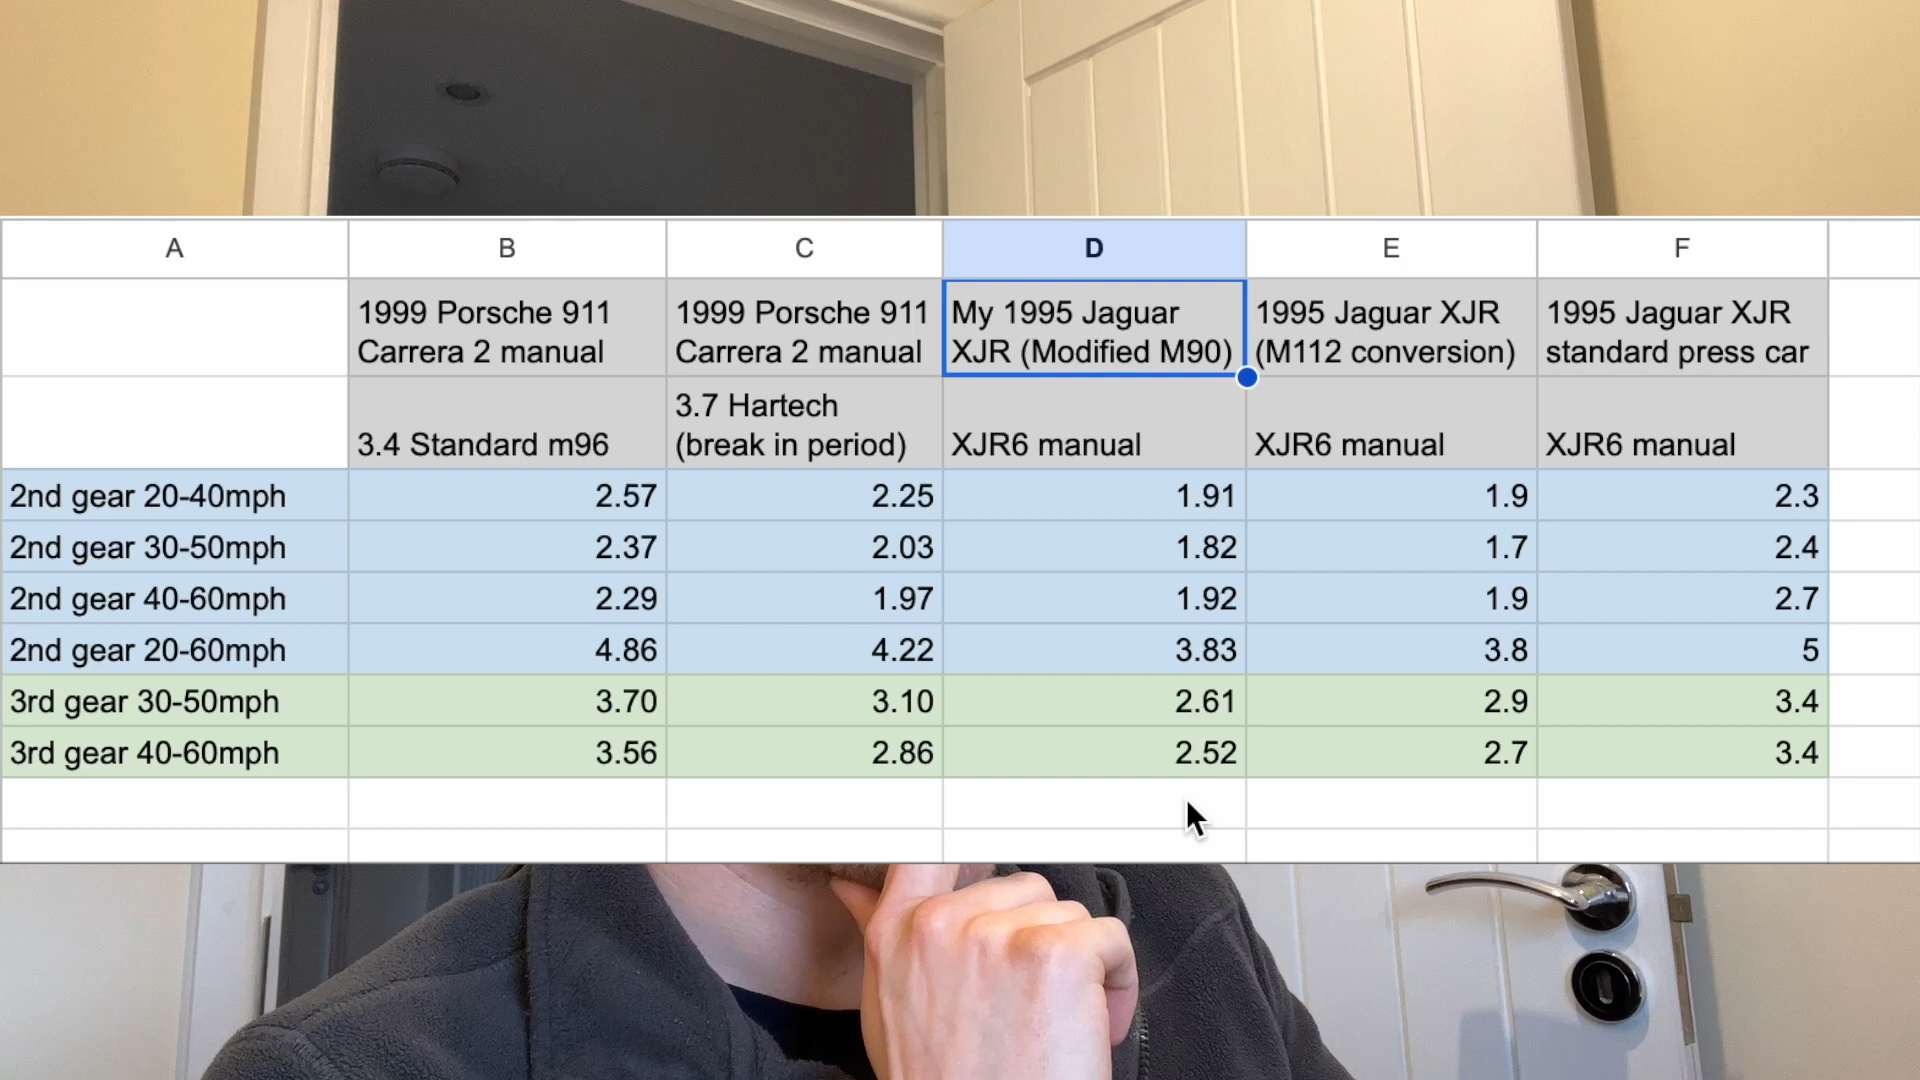 A B C D E F
1999 Porsche 911 Carrera 2 manual
1999 Porsche 911 Carrera 2 manual
My 1995 Jaguar XJR (Modified M90)
1995 Jaguar XJR (M112 conversion)
1995 Jaguar XJR standard press car
3.4 Standard m96
3.7 Hartech (break in period)
XJR6 manual
XJR6 manual
XJR6 manual
2nd gear 20-40mph 2.57 2.25 1.91 1.9 2.3
2nd gear 30-50mph 2.37 2.03 1.82 1.7 2.4
2nd gear 40-60mph 2.29 1.97 1.92 1.9 2.7
2nd gear 20-60mph 4.86 4.22 3.83 3.8 5
3rd gear 30-50mph 3.70 3.10 2.61 2.9 3.4
3rd gear 40-60mph 3.56 2.86 2.52 2.7 3.4